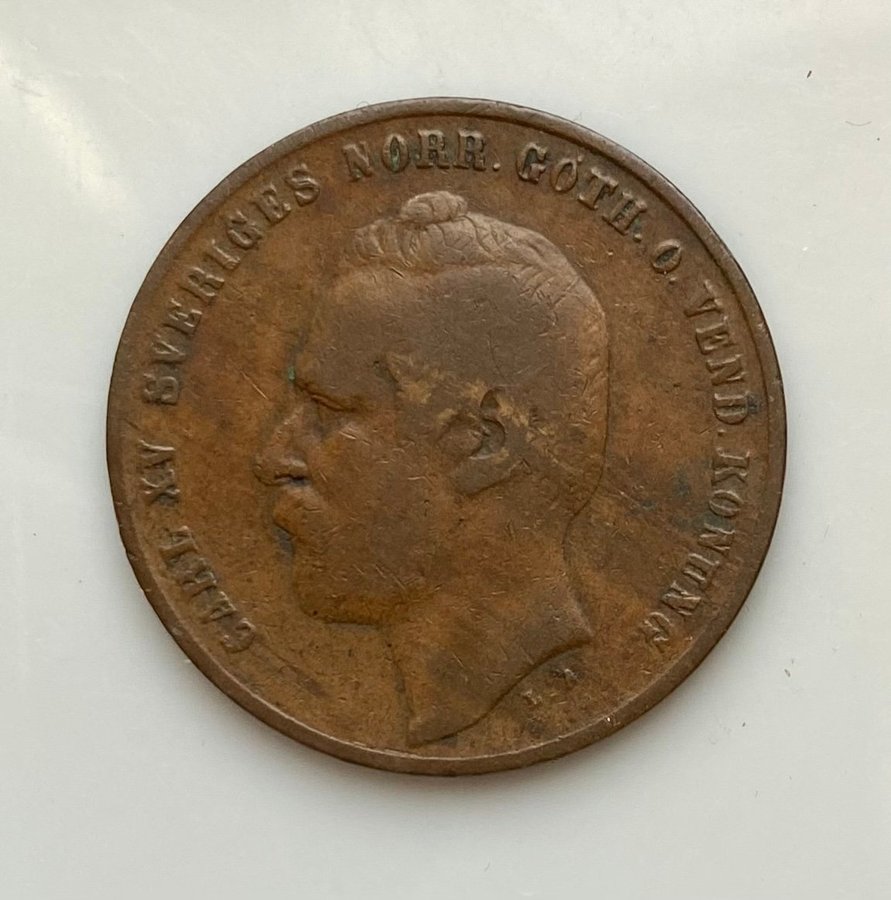 CARL XV SVERIGES NORR. GÖTH. O. VEND. KONUNG
L. A